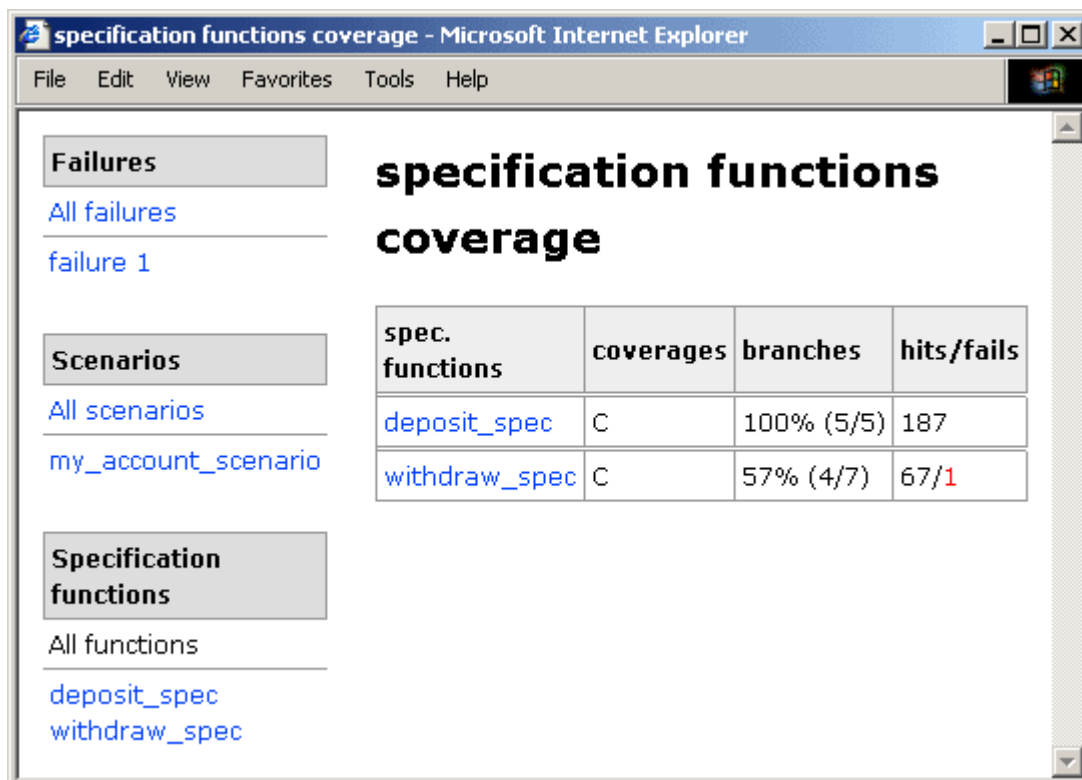 specification functions coverage - Microsoft Internet Explorer
File Edit View Favorites Tools Help
Failures
All failures
failure 1
Scenarios
All scenarios
my_account_scenario
Specification
functions
All functions
deposit_spec
withdraw_spec
specification functions
coverage
spec.
functions coverages branches hits/fails
deposit_spec C 100% (5/5) 187
withdraw_spec C 57% (4/7) 67/1